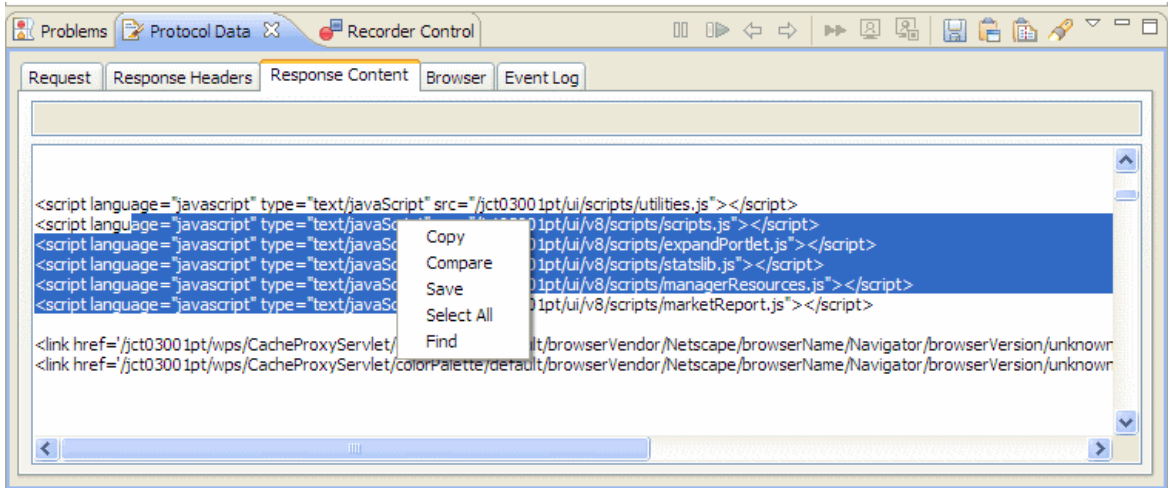 Problems Protocol Data Recorder Control
Request Response Headers Response Content Browser Event Log
<script language="javascript" type="text/javaScript" src="/jct03001pt/ui/scripts/utilities.js"></script>
<script language="javascript" type="text/javaSc 1pt/ui/v8/scripts/scripts.js"></script>
<script language="javascript" type="text/javaSc 01pt/ui/v8/scripts/expandPortlet.js"></script>
<script language="javascript" type="text/javaSc 01pt/ui/v8/scripts/statslib.js"></script>
<script language="javascript" type="text/javaSc 01pt/ui/v8/scripts/managerResources.js"></script>
<script language="javascript" type="text/javaSc 01pt/ui/v8/scripts/marketReport.js"></script>
Copy
Compare
Save
Select All
Find
<link href='/jct03001pt/wps/CacheProxyServlet/ ult/browserVendor/Netscape/browserName/Navigator/browserVersion/unknown
<link href='/jct03001pt/wps/CacheProxyServlet/colorPalette/default/browserVendor/Netscape/browserName/Navigator/browserVersion/unknown